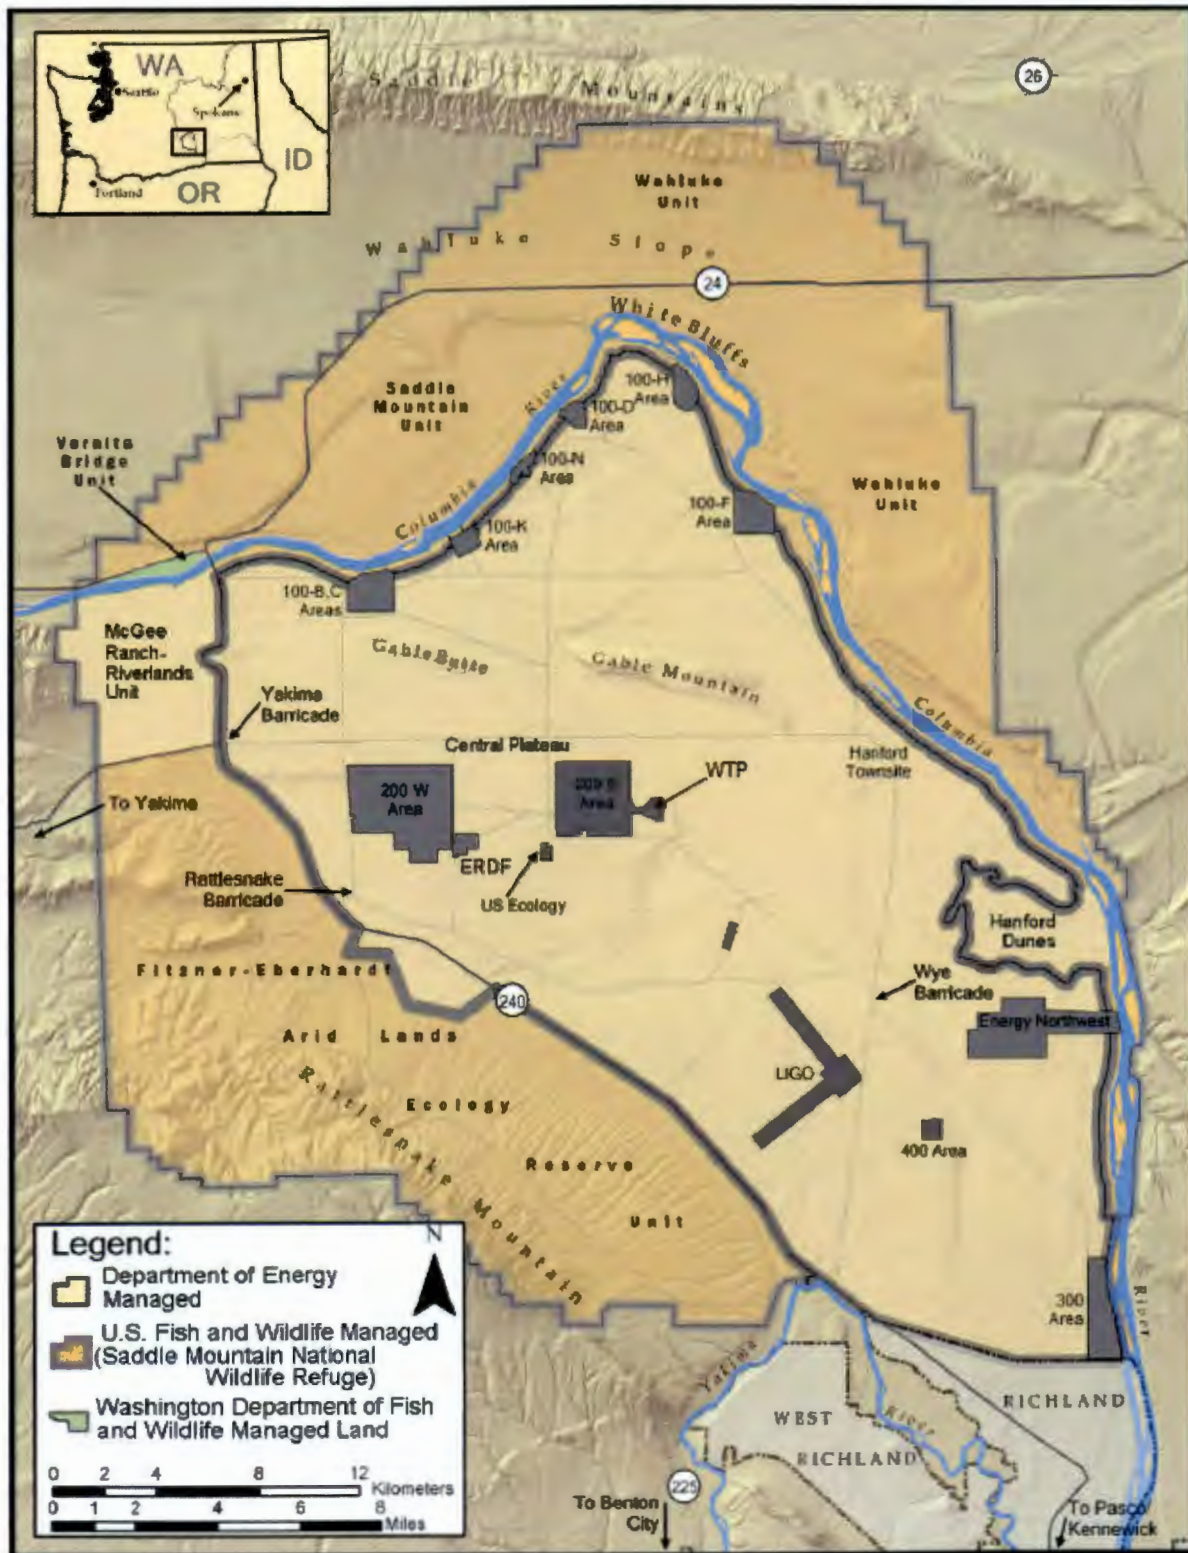 WA
Seattle
Spokane
ID
Portland
OR
Saddle Mountains
26
Wahluke
Unit
Wahluke Slope
24
White Bluffs
Saddle
Mountain
Unit
River
100-H
Area
100-D
Area
Vernita
Bridge
Unit
100-N
Area
Columbia
Wahluke
Unit
100-F
Area
100-K
Area
100-B,C
Areas
McGee
Ranch-
Riverlands
Unit
Gable Butte
Gable Mountain
Yakima
Barricade
Columbia
Central Plateau
Hanford
Townsite
200 W
Area
200 E
Area
WTP
To Yakima
ERDF
US Ecology
Rattlesnake
Barricade
Hanford
Dunes
Fitzner-Eberhardt
Wye
Barricade
240
Energy Northwest
Arid Lands
LIGO
Ecology
Rattlesnake Mountain
400 Area
Reserve
Unit
300
Area
River
Legend:
N
Department of Energy
Managed
U.S. Fish and Wildlife Managed
(Saddle Mountain National
Wildlife Refuge)
Washington Department of Fish
and Wildlife Managed Land
0 2 4 8 12
Kilometers
0 1 2 4 6 8
Miles
Yakima
River
RICHLAND
WEST
RICHLAND
225
To Benton
City
To Pasco/
Kennewick